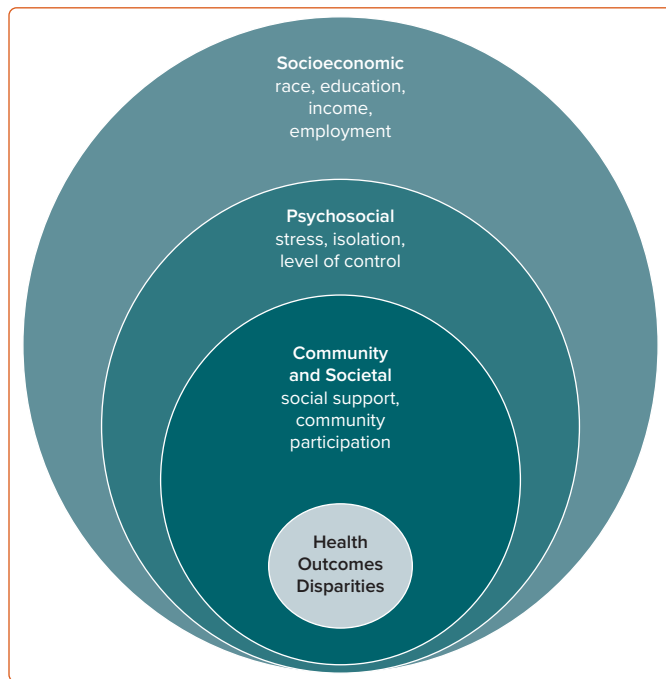 Socioeconomic
race, education,
income,
employment
Psychosocial
stress, isolation,
level of control
Community
and Societal
social support,
community
participation
Health
Outcomes
Disparities